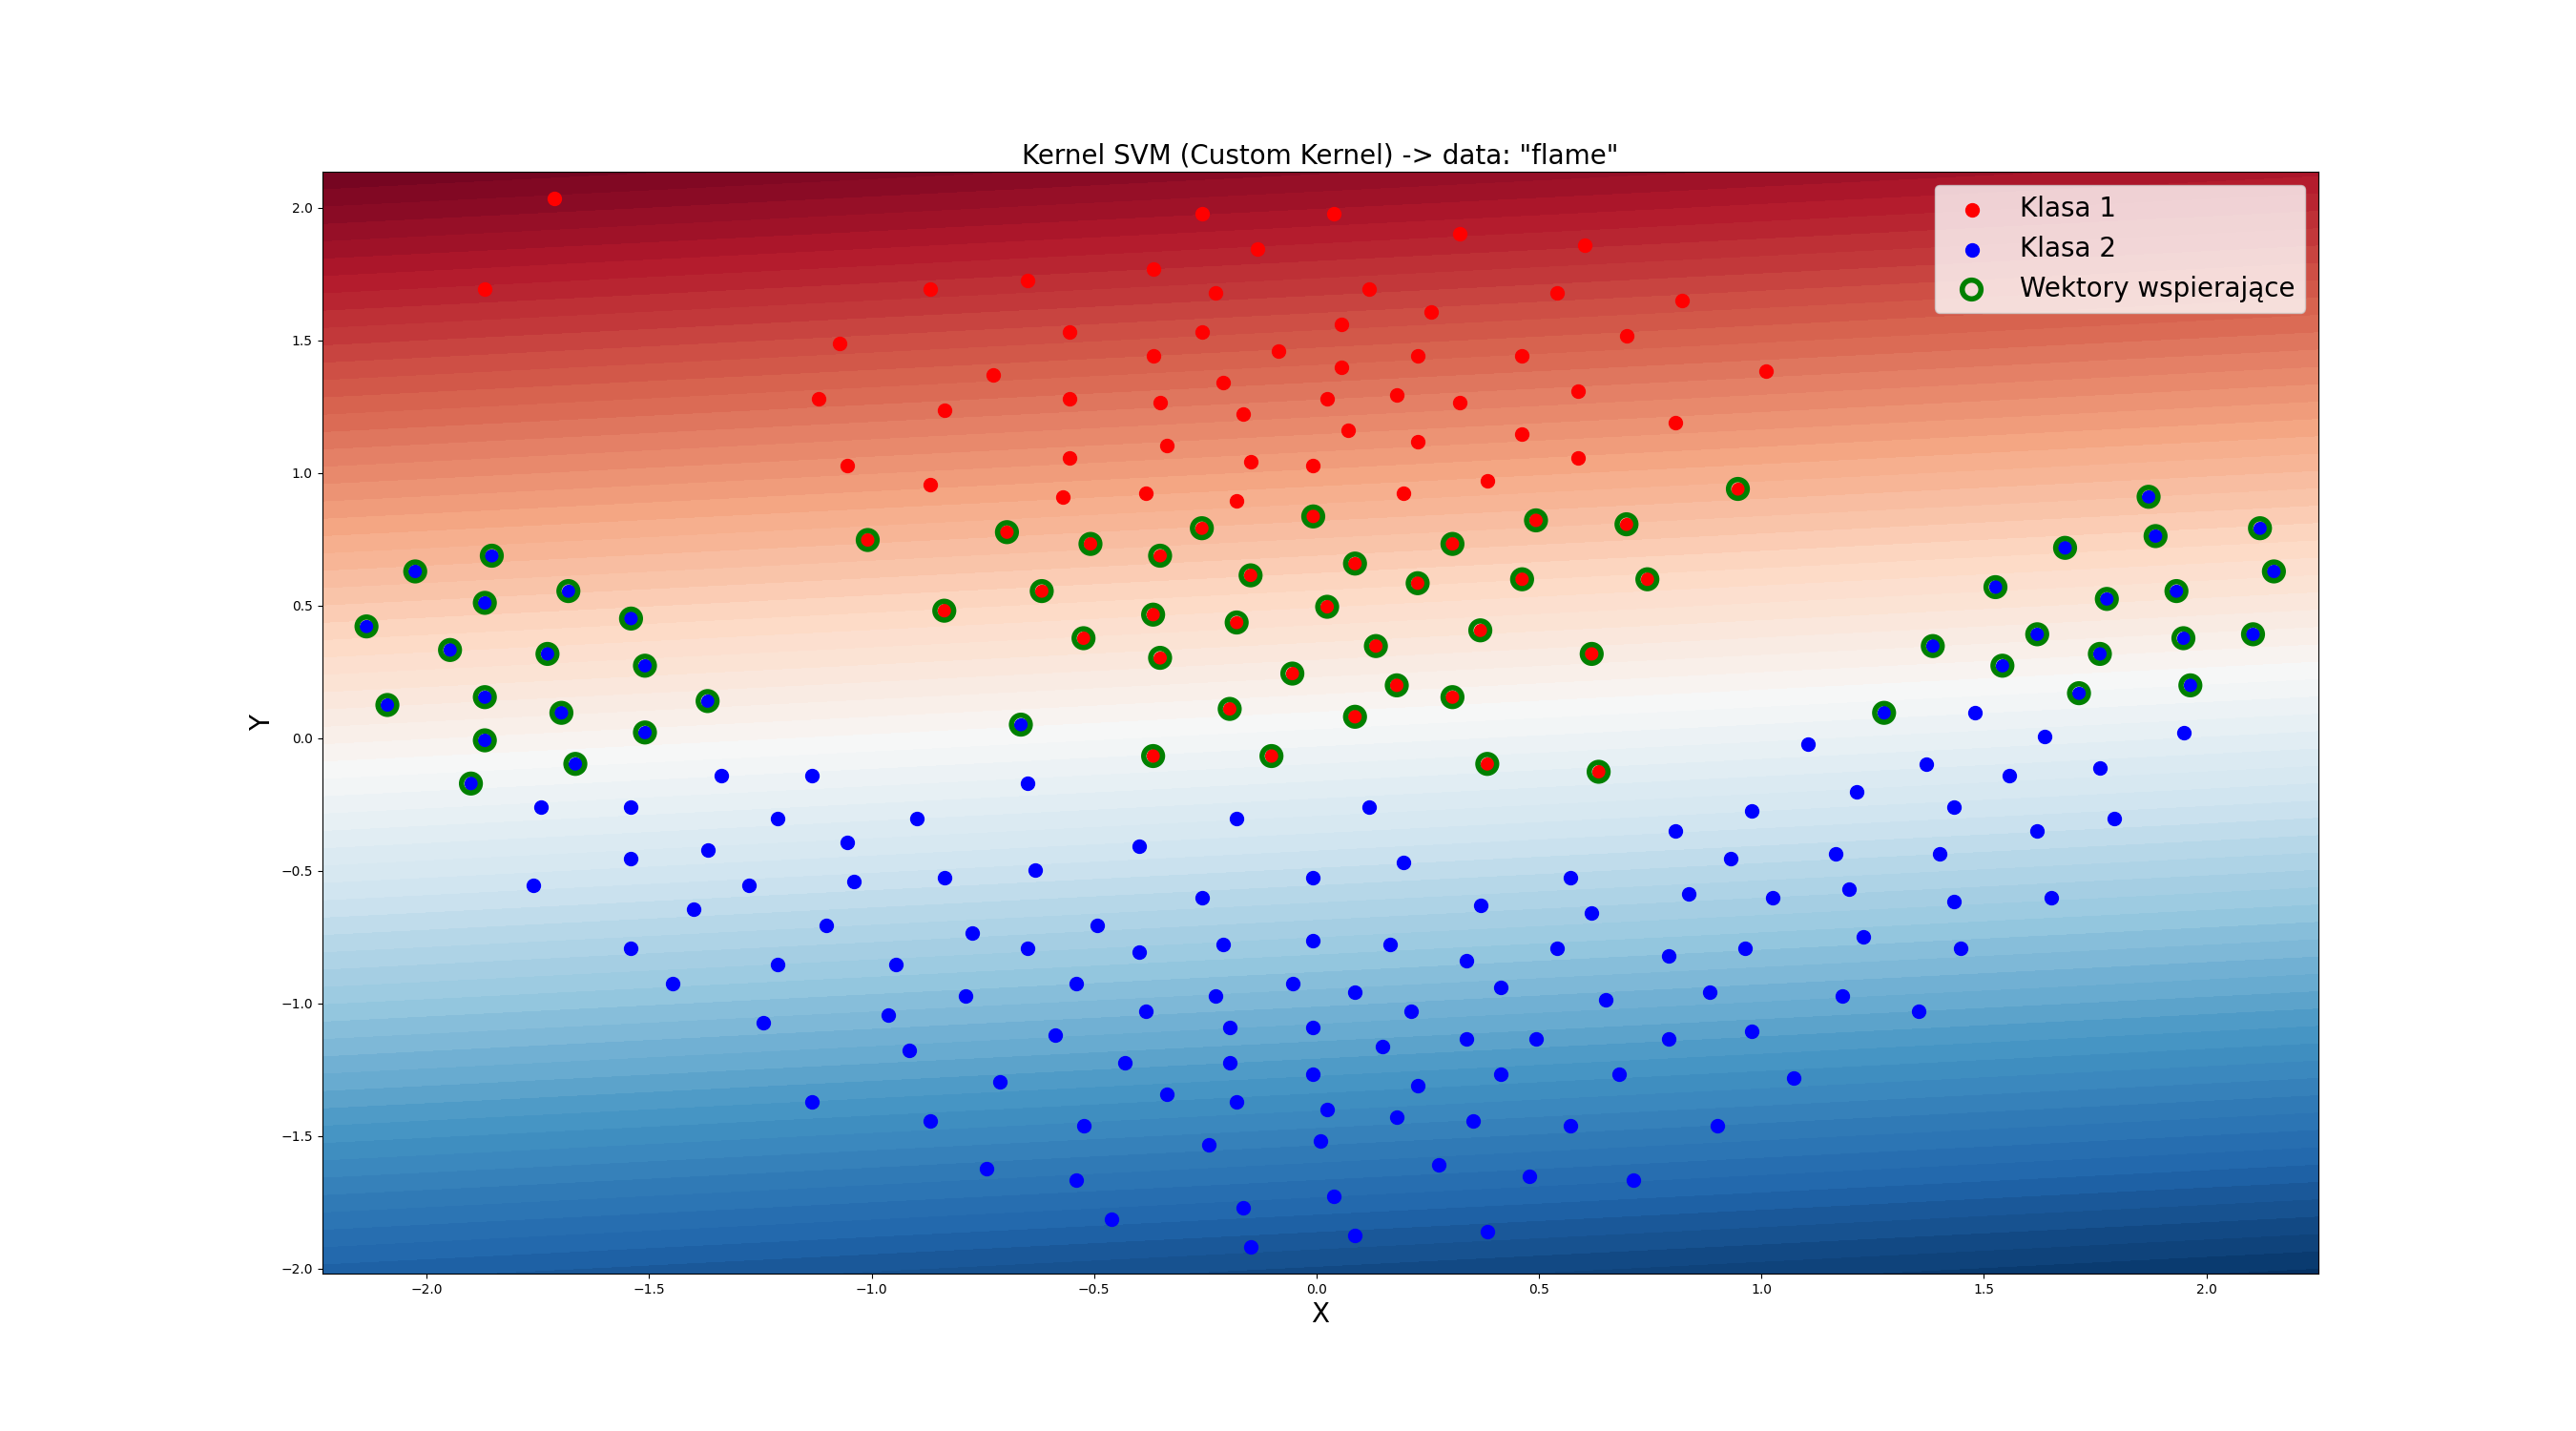 Kernel SVM (Custom Kernel) -> data: "flame"
Klasa 1
Klasa 2
Wektory wspierające
2.0
1.5
1.0
0.5
0.0
−0.5
−1.0
−1.5
−2.0
Y
−2.0 −1.5 −1.0 −0.5 0.0 0.5 1.0 1.5 2.0
X